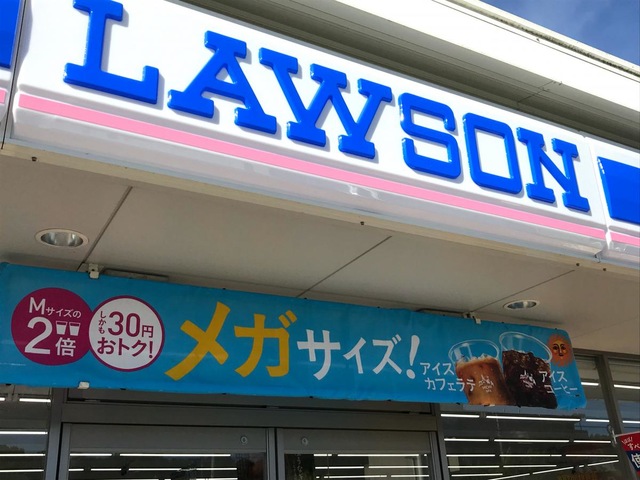 LAWSON
Mサイズの
2倍
しかも30円
おトク!
メガサイズ!
アイス
カフェラテ
アイス
コーヒー